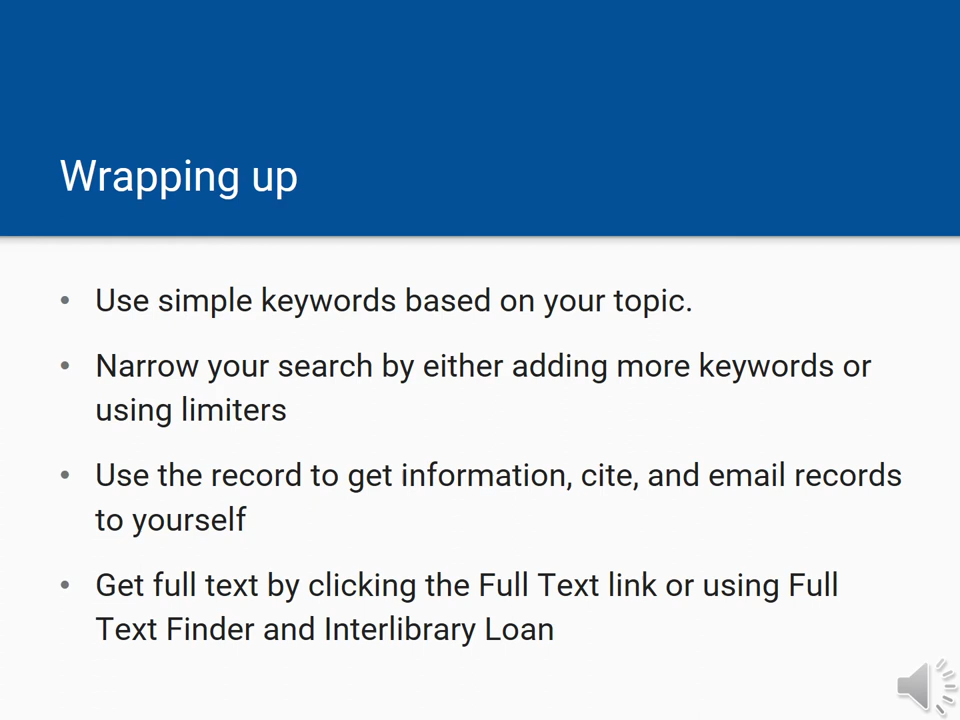 Wrapping up
• Use simple keywords based on your topic.
• Narrow your search by either adding more keywords or
using limiters
• Use the record to get information, cite, and email records
to yourself
• Get full text by clicking the Full Text link or using Full
Text Finder and Interlibrary Loan